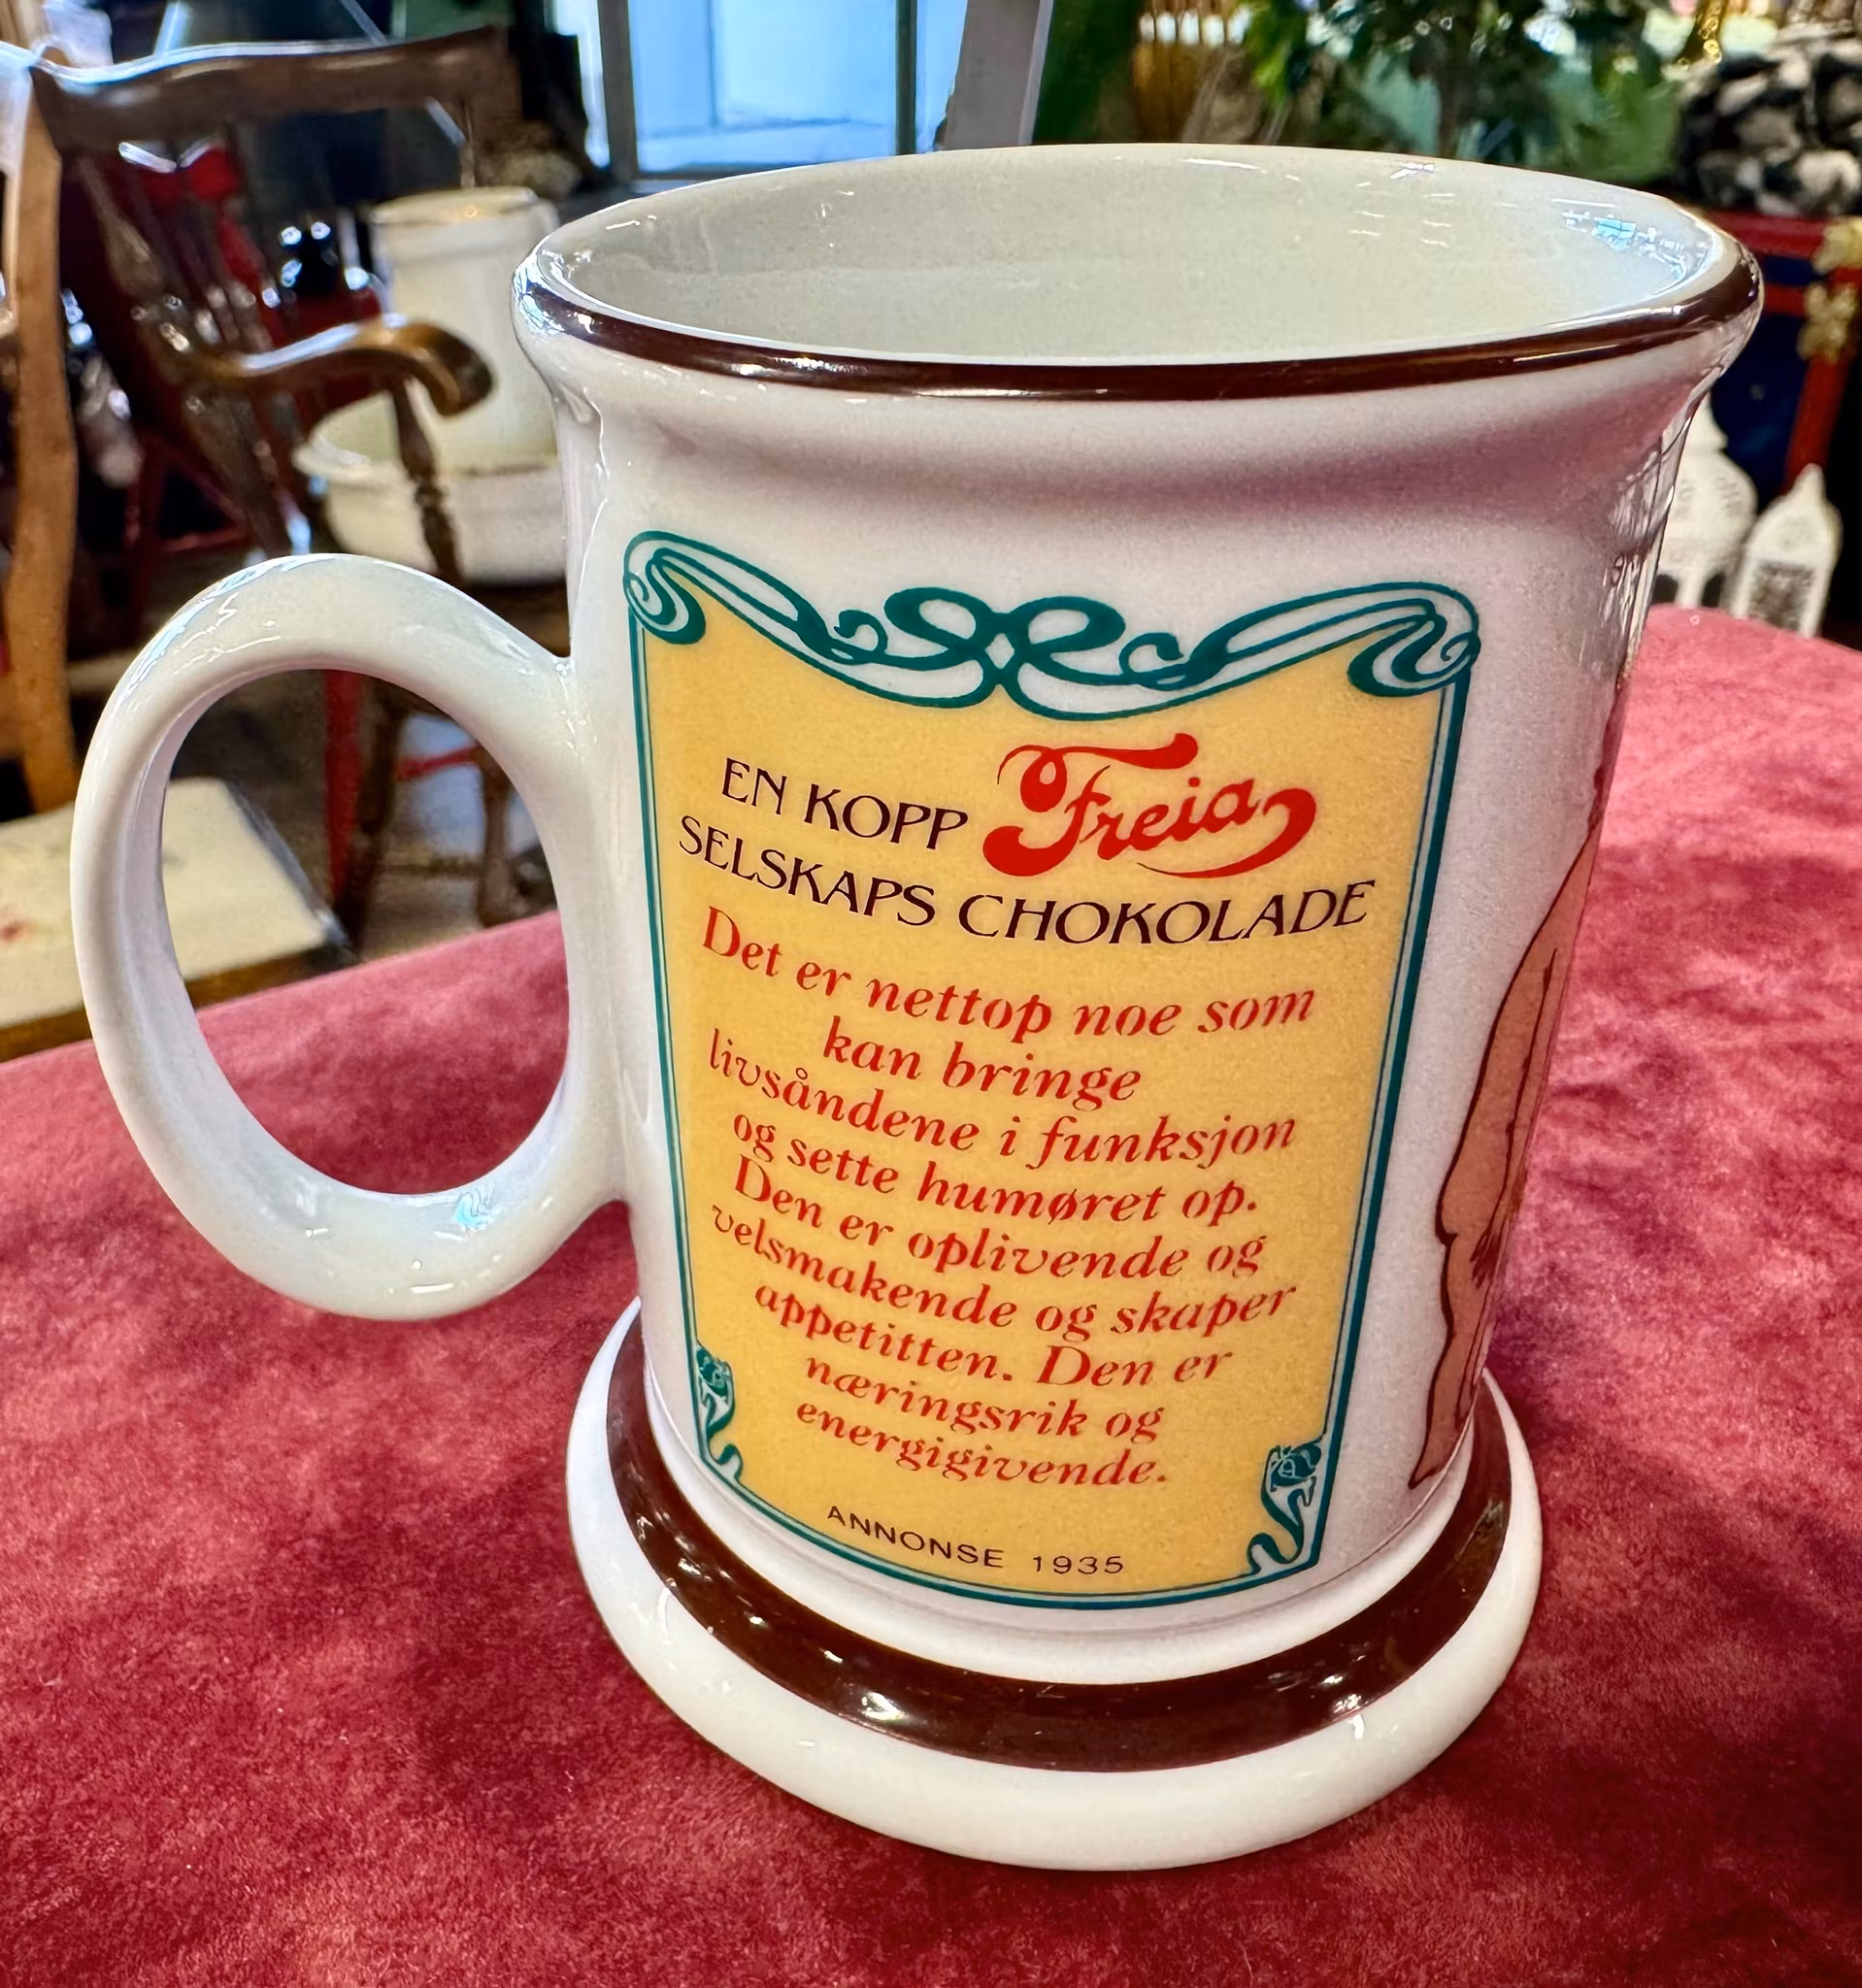 EN KOPP Freia
SELSKAPS CHOKOLADE
Det er nettop noe som
kan bringe
livsåndene i funksjon
og sette humøret op.
Den er oplivende og
velsmakende og skaper
appetitten. Den er
næringsrik og
energigivende.
ANNONSE 1935